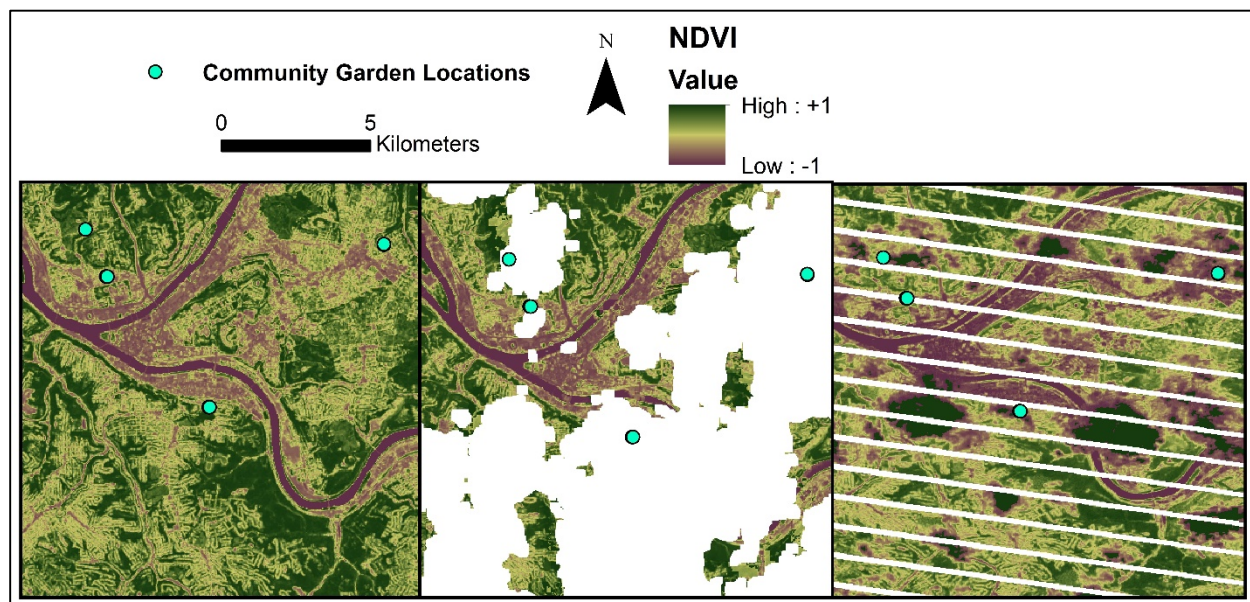 N
NDVI
Community Garden Locations
Value
High : +1
0 5
Kilometers
Low : -1